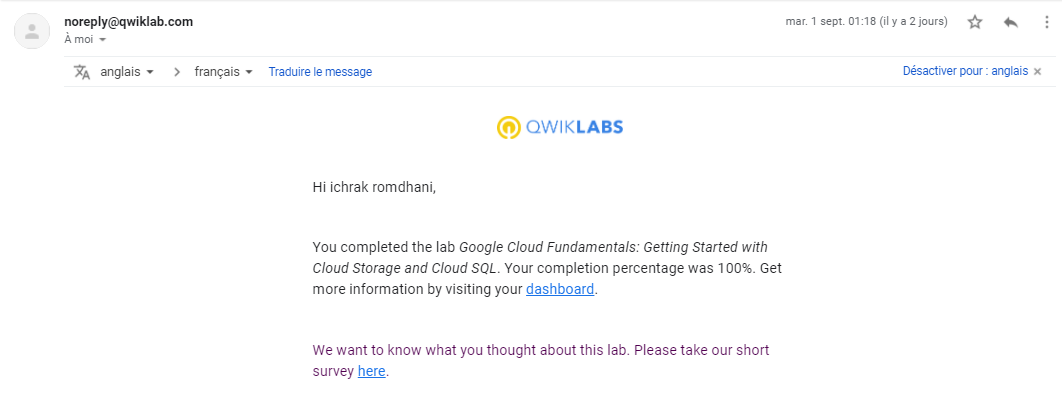 noreply@qwiklab.com
mar. 1 sept. 01:18 (il y a 2 jours)
À moi
anglais
français
Traduire le message
Désactiver pour : anglais
QWIKLABS
Hi ichrak romdhani,
You completed the lab Google Cloud Fundamentals: Getting Started with
Cloud Storage and Cloud SQL. Your completion percentage was 100%. Get
more information by visiting your dashboard.
We want to know what you thought about this lab. Please take our short
survey here.